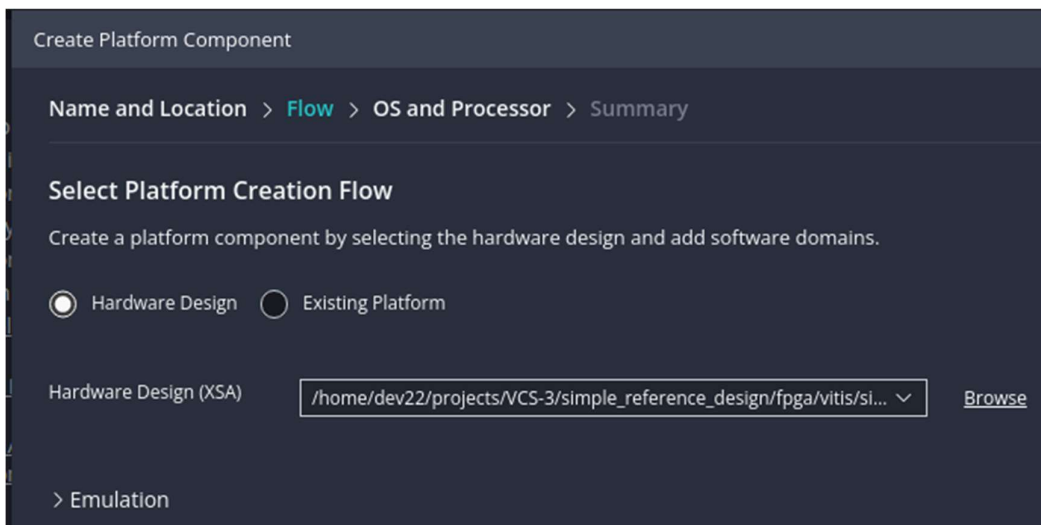 Create Platform Component
Name and Location > Flow > OS and Processor > Summary
Select Platform Creation Flow
Create a platform component by selecting the hardware design and add software domains.
Hardware Design Existing Platform
Hardware Design (XSA) /home/dev22/projects/VCS-3/simple_reference_design/fpga/vitis/si... Browse
> Emulation